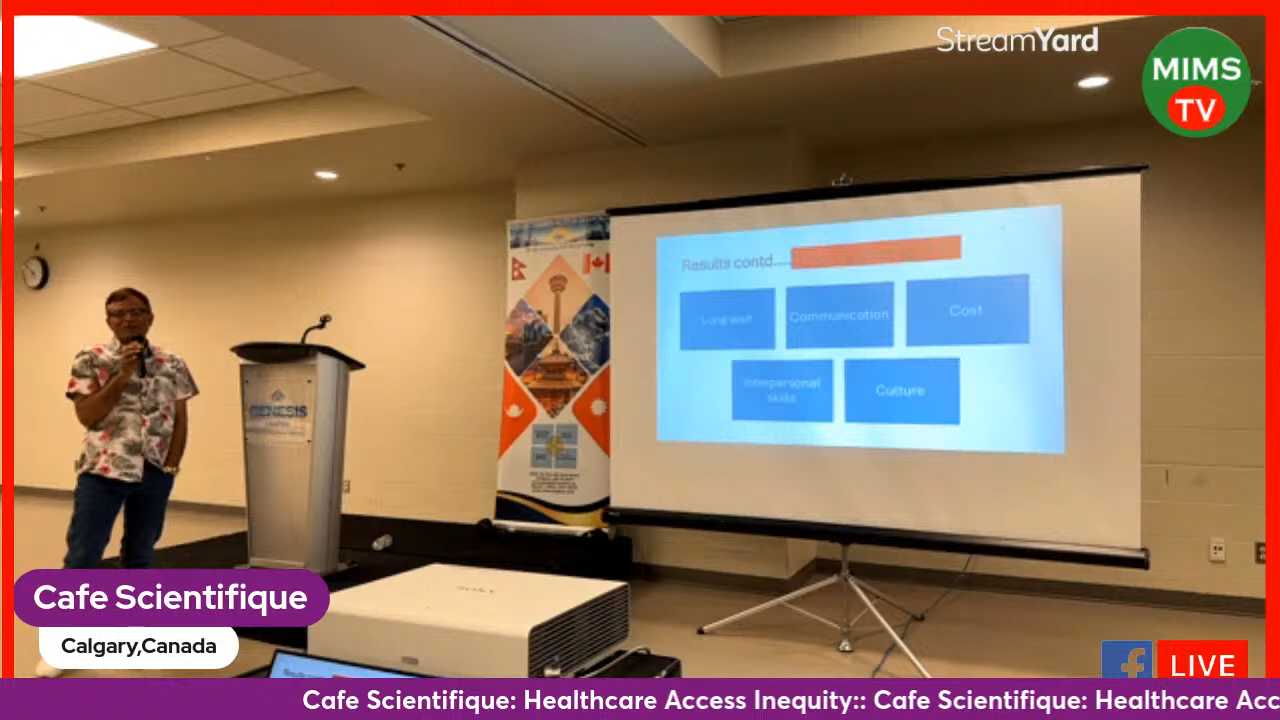 StreamYard
MIMS
TV
Results contd....
Long wait
Communication
Cost
Interpersonal
skills
Culture
GENESIS
SONY
Cafe Scientifique
Calgary,Canada
LIVE
Cafe Scientifique: Healthcare Access Inequity:: Cafe Scientifique: Healthcare Acc